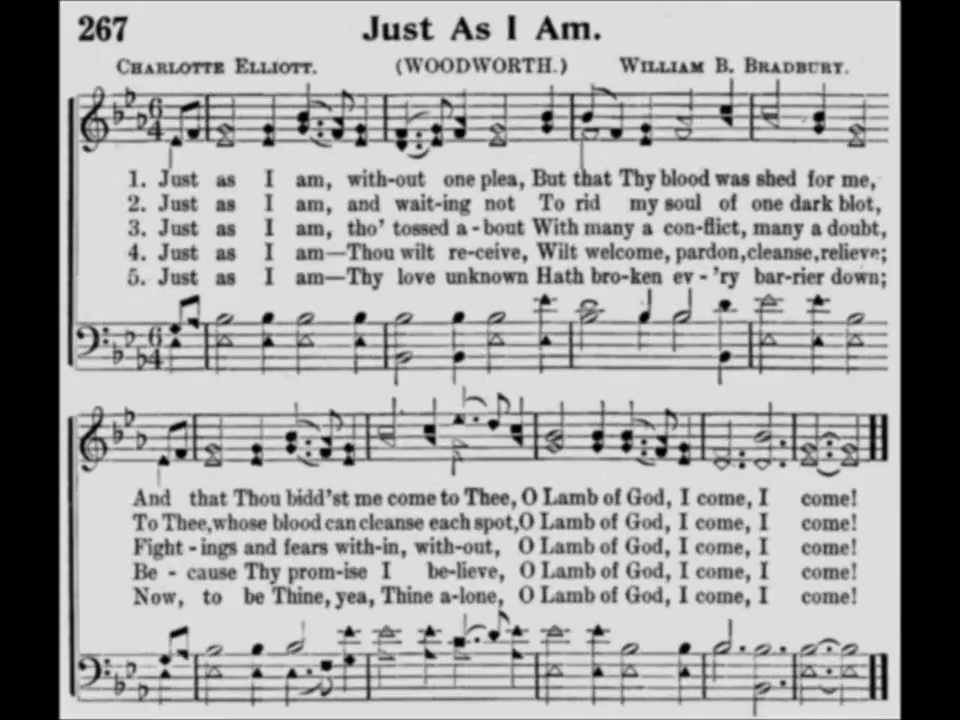 267 Just As I Am.
CHARLOTTE ELLIOTT. (WOODWORTH.) WILLIAM B. BRADBURY.
6
4
1. Just as I am, with-out one plea, But that Thy blood was shed for me,
2. Just as I am, and wait-ing not To rid my soul of one dark blot,
3. Just as I am, tho' tossed a-bout With many a con-flict, many a doubt,
4. Just as I am—Thou wilt re-ceive, Wilt welcome, pardon, cleanse, relieve;
5. Just as I am—Thy love unknown Hath bro-ken ev-'ry bar-rier down;
6
4
And that Thou bidd'st me come to Thee, O Lamb of God, I come, I come!
To Thee, whose blood can cleanse each spot, O Lamb of God, I come, I come!
Fight-ings and fears with-in, with-out, O Lamb of God, I come, I come!
Be-cause Thy prom-ise I be-lieve, O Lamb of God, I come, I come!
Now, to be Thine, yea, Thine a-lone, O Lamb of God, I come, I come!